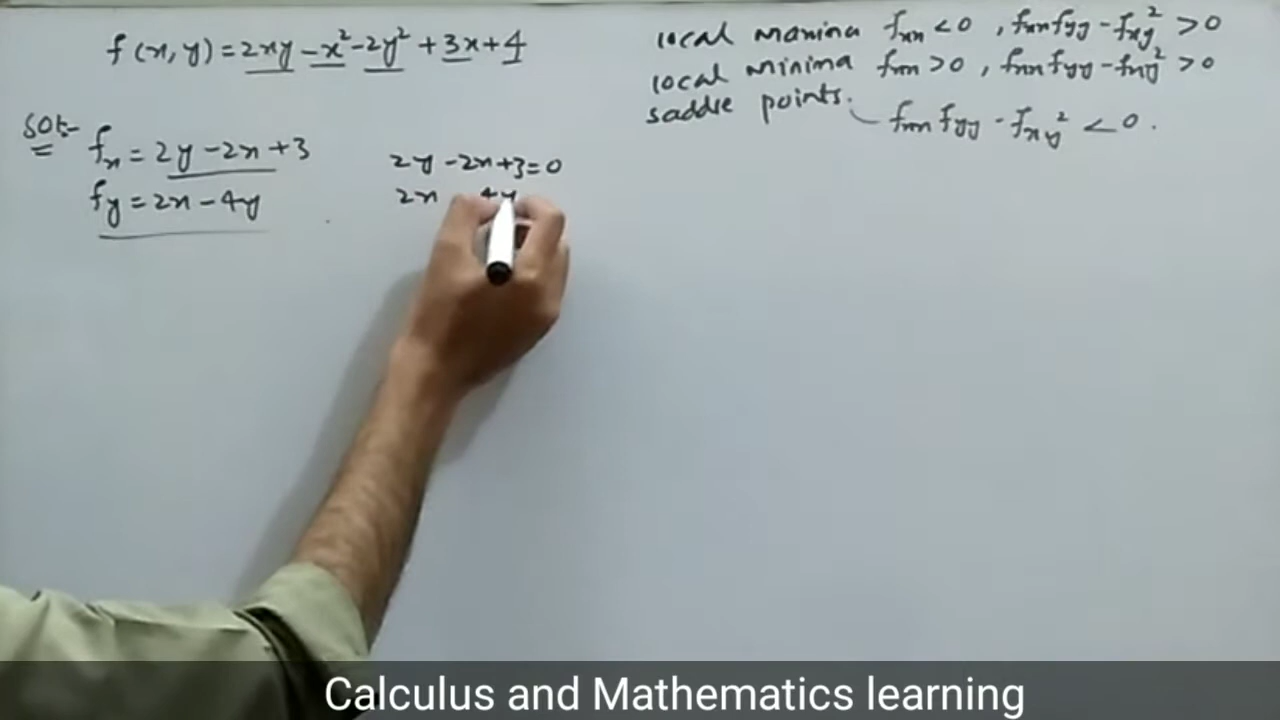 f(x, y) = 2xy - x² - 2y² + 3x + 4
local maxima fxx < 0 , fxx fyy - fxy² > 0
local minima fxx > 0 , fxx fyy - fxy² > 0
saddle points. fxx fyy - fxy² < 0 .
Sol:-
fx = 2y - 2x + 3
fy = 2x - 4y
2y - 2x + 3 = 0
2x 4y
Calculus and Mathematics learning